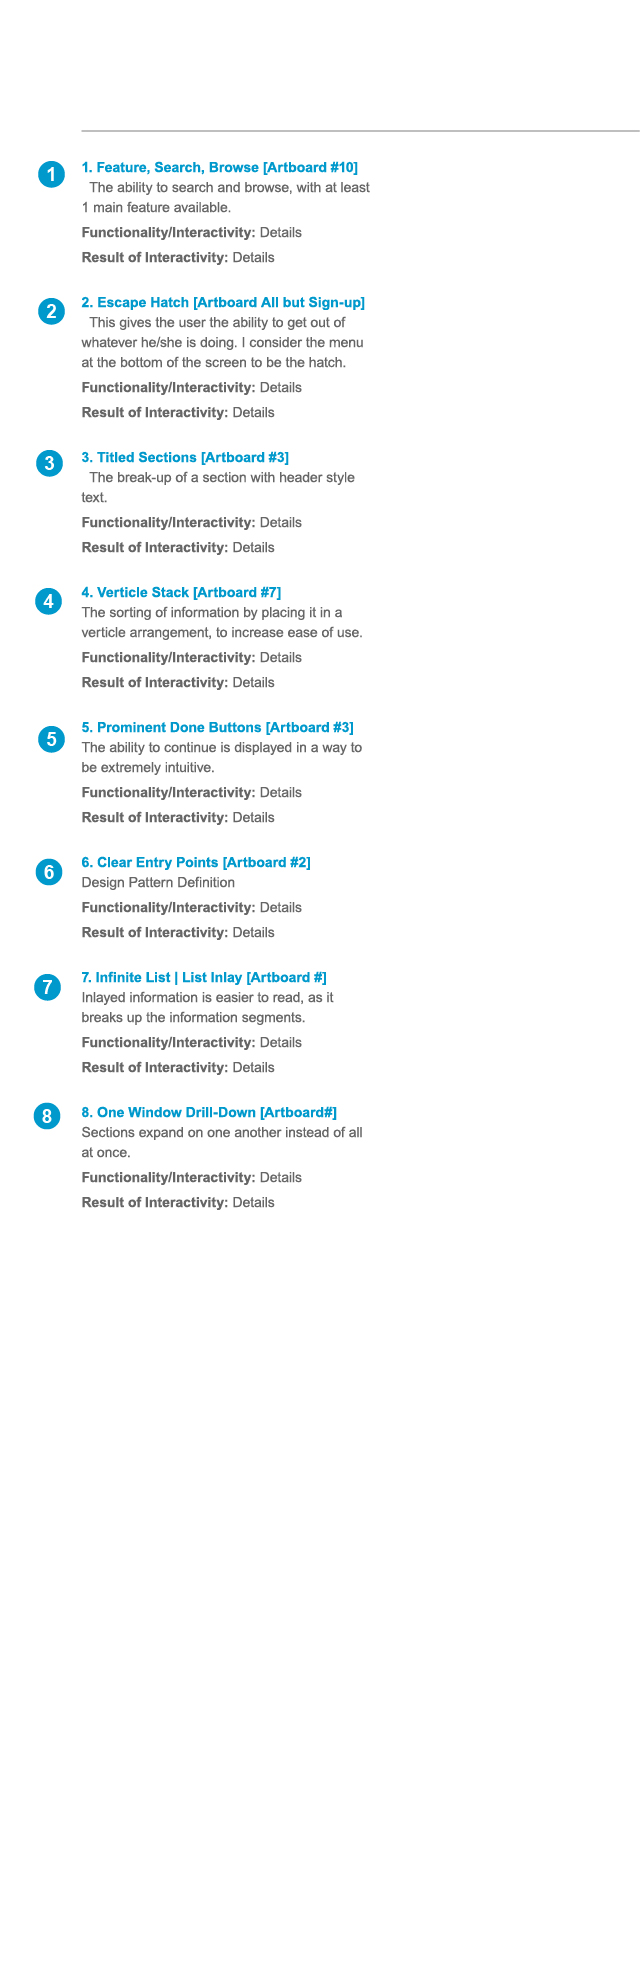 1
1. Feature, Search, Browse [Artboard #10]
The ability to search and browse, with at least
1 main feature available.
Functionality/Interactivity: Details
Result of Interactivity: Details
2
2. Escape Hatch [Artboard All but Sign-up]
This gives the user the ability to get out of
whatever he/she is doing. I consider the menu
at the bottom of the screen to be the hatch.
Functionality/Interactivity: Details
Result of Interactivity: Details
3
3. Titled Sections [Artboard #3]
The break-up of a section with header style
text.
Functionality/Interactivity: Details
Result of Interactivity: Details
4
4. Verticle Stack [Artboard #7]
The sorting of information by placing it in a
verticle arrangement, to increase ease of use.
Functionality/Interactivity: Details
Result of Interactivity: Details
5
5. Prominent Done Buttons [Artboard #3]
The ability to continue is displayed in a way to
be extremely intuitive.
Functionality/Interactivity: Details
Result of Interactivity: Details
6
6. Clear Entry Points [Artboard #2]
Design Pattern Definition
Functionality/Interactivity: Details
Result of Interactivity: Details
7
7. Infinite List | List Inlay [Artboard #]
Inlayed information is easier to read, as it
breaks up the information segments.
Functionality/Interactivity: Details
Result of Interactivity: Details
8
8. One Window Drill-Down [Artboard#]
Sections expand on one another instead of all
at once.
Functionality/Interactivity: Details
Result of Interactivity: Details